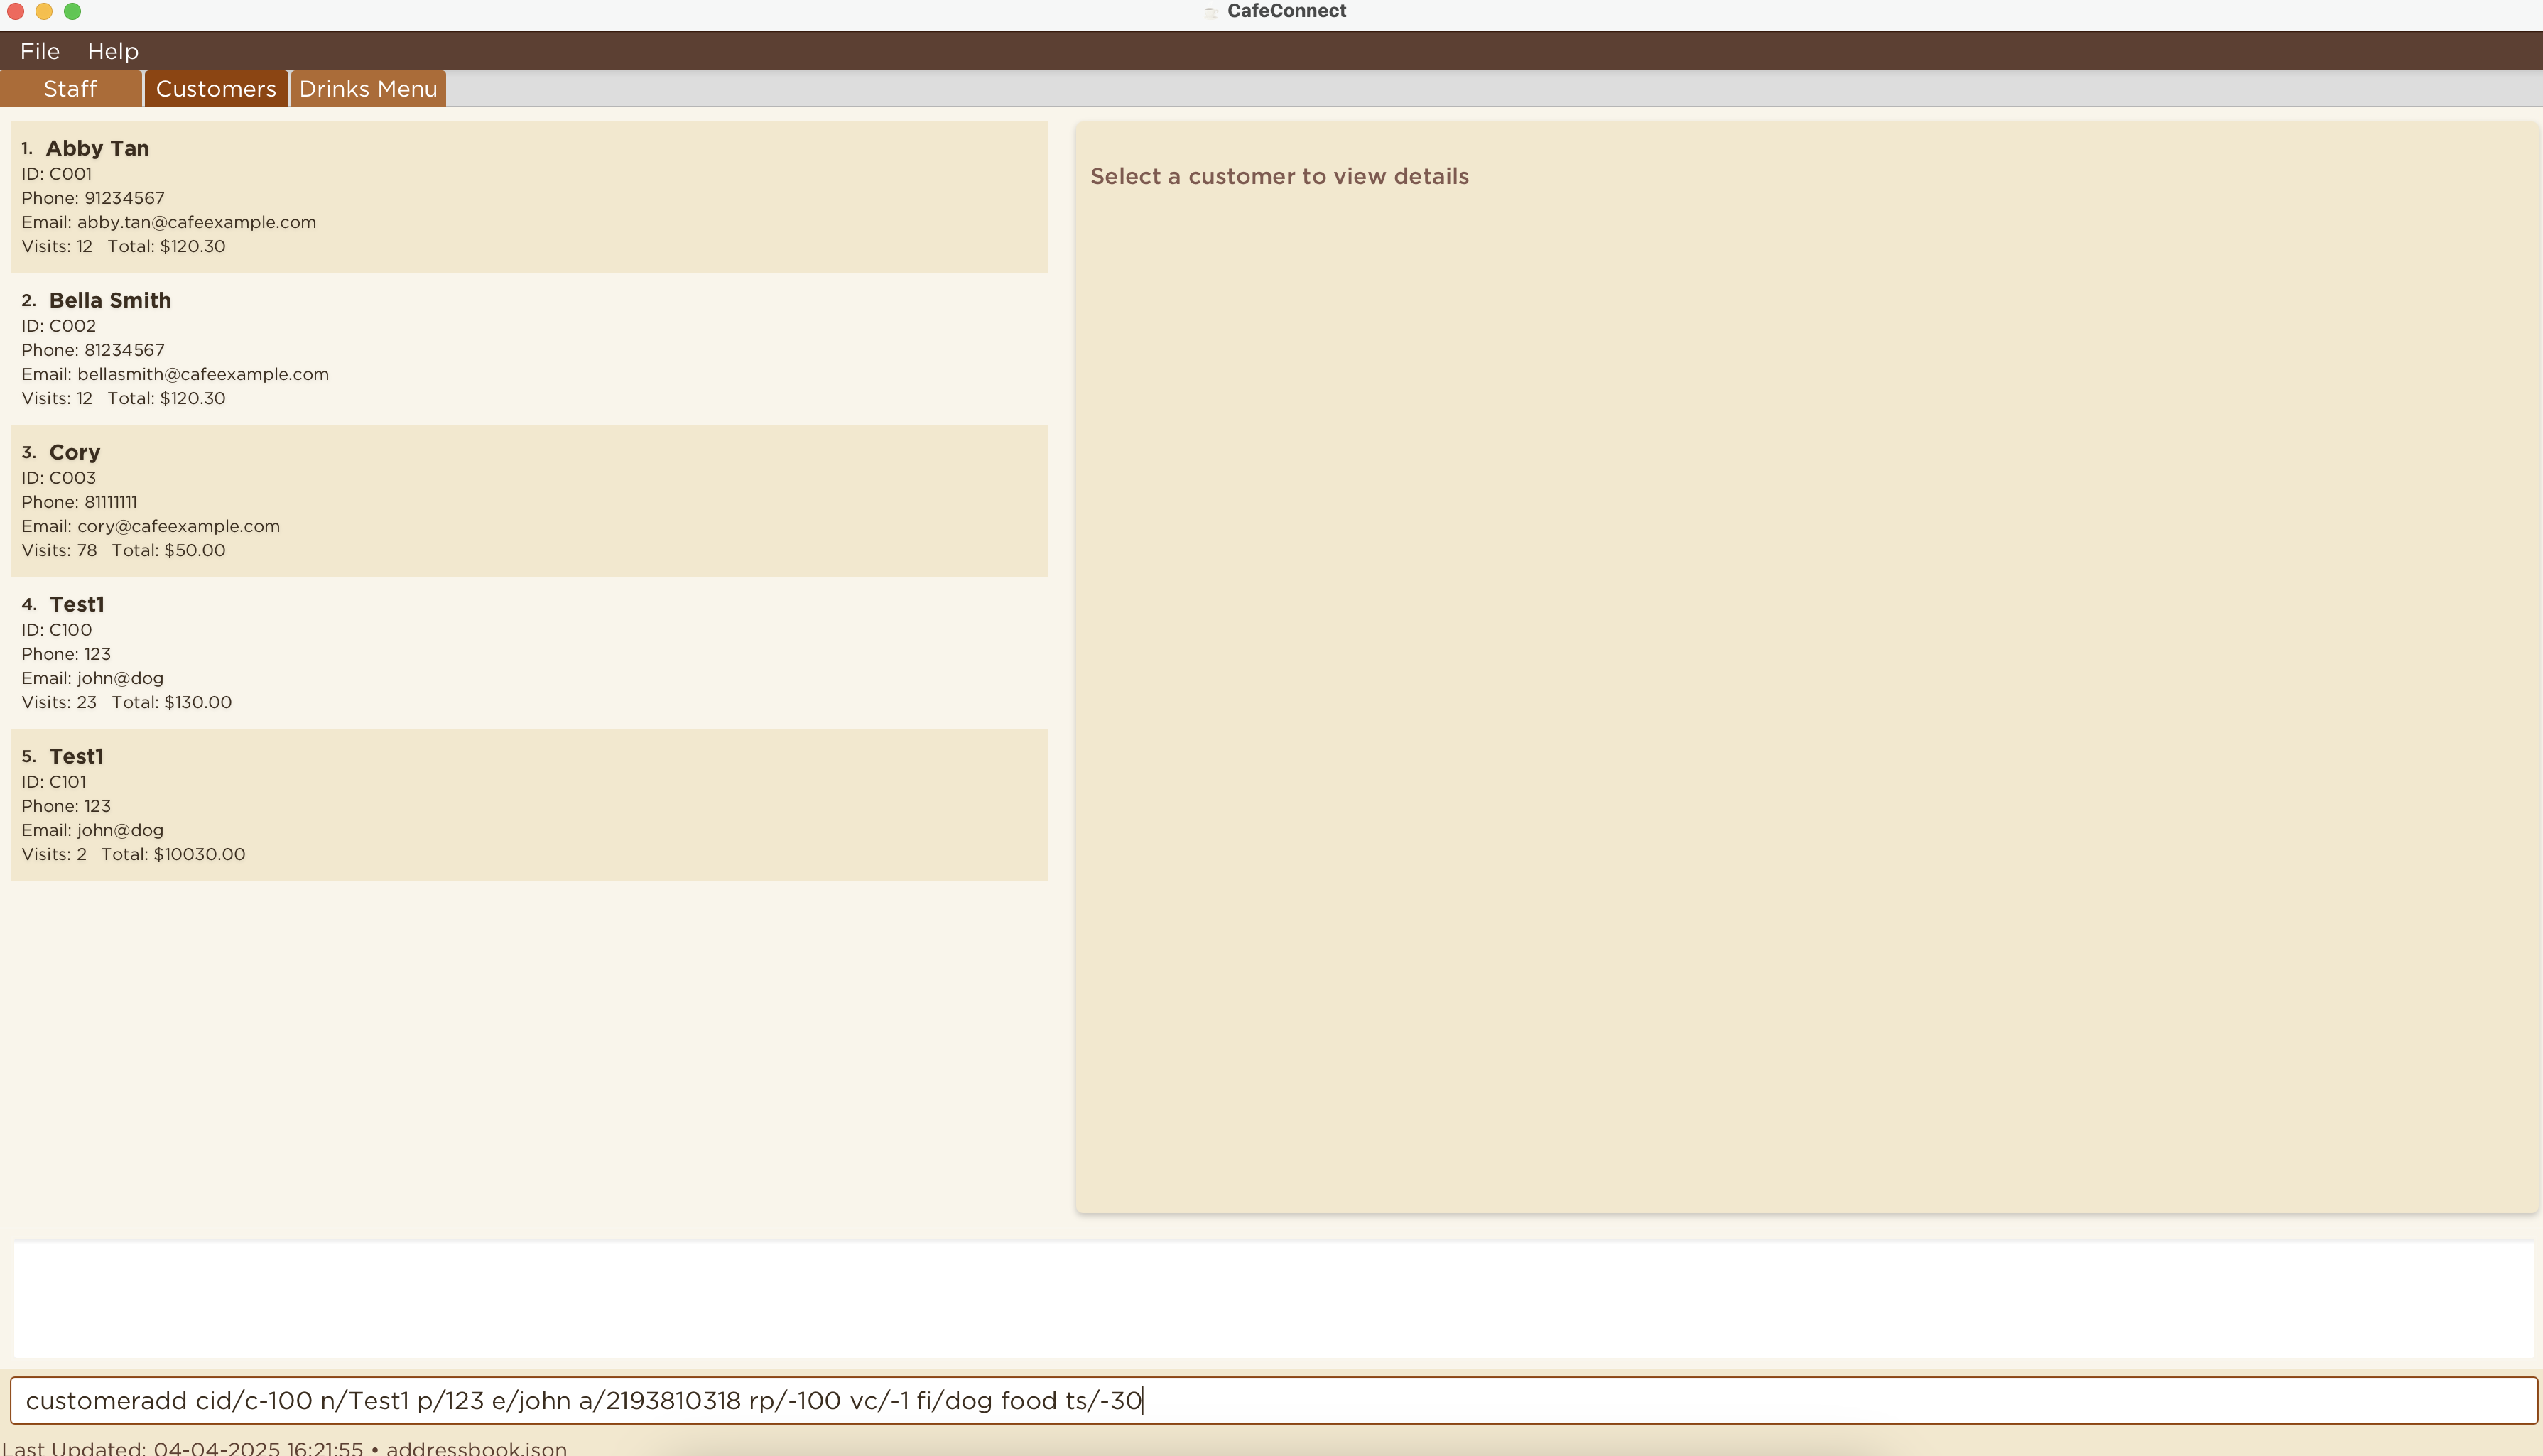 CafeConnect
File Help
Staff Customers Drinks Menu
1. Abby Tan
ID: C001
Phone: 91234567
Email: abby.tan@cafeexample.com
Visits: 12 Total: $120.30
2. Bella Smith
ID: C002
Phone: 81234567
Email: bellasmith@cafeexample.com
Visits: 12 Total: $120.30
3. Cory
ID: C003
Phone: 81111111
Email: cory@cafeexample.com
Visits: 78 Total: $50.00
4. Test1
ID: C100
Phone: 123
Email: john@dog
Visits: 23 Total: $130.00
5. Test1
ID: C101
Phone: 123
Email: john@dog
Visits: 2 Total: $10030.00
Select a customer to view details
customeradd cid/c-100 n/Test1 p/123 e/john a/2193810318 rp/-100 vc/-1 fi/dog food ts/-30
Last Updated: 04-04-2025 16:21:55 • addressbook.json